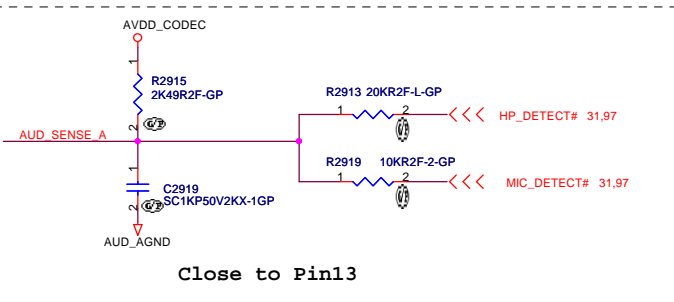 AVDD_CODEC
1
R2915
2K49R2F-GP
2
AUD_SENSE_A
R2913 20KR2F-L-GP
1 2
HP_DETECT# 31,97
R2919 10KR2F-2-GP
1 2
MIC_DETECT# 31,97
1
C2919
SC1KP50V2KX-1GP
2
AUD_AGND
Close to Pin13